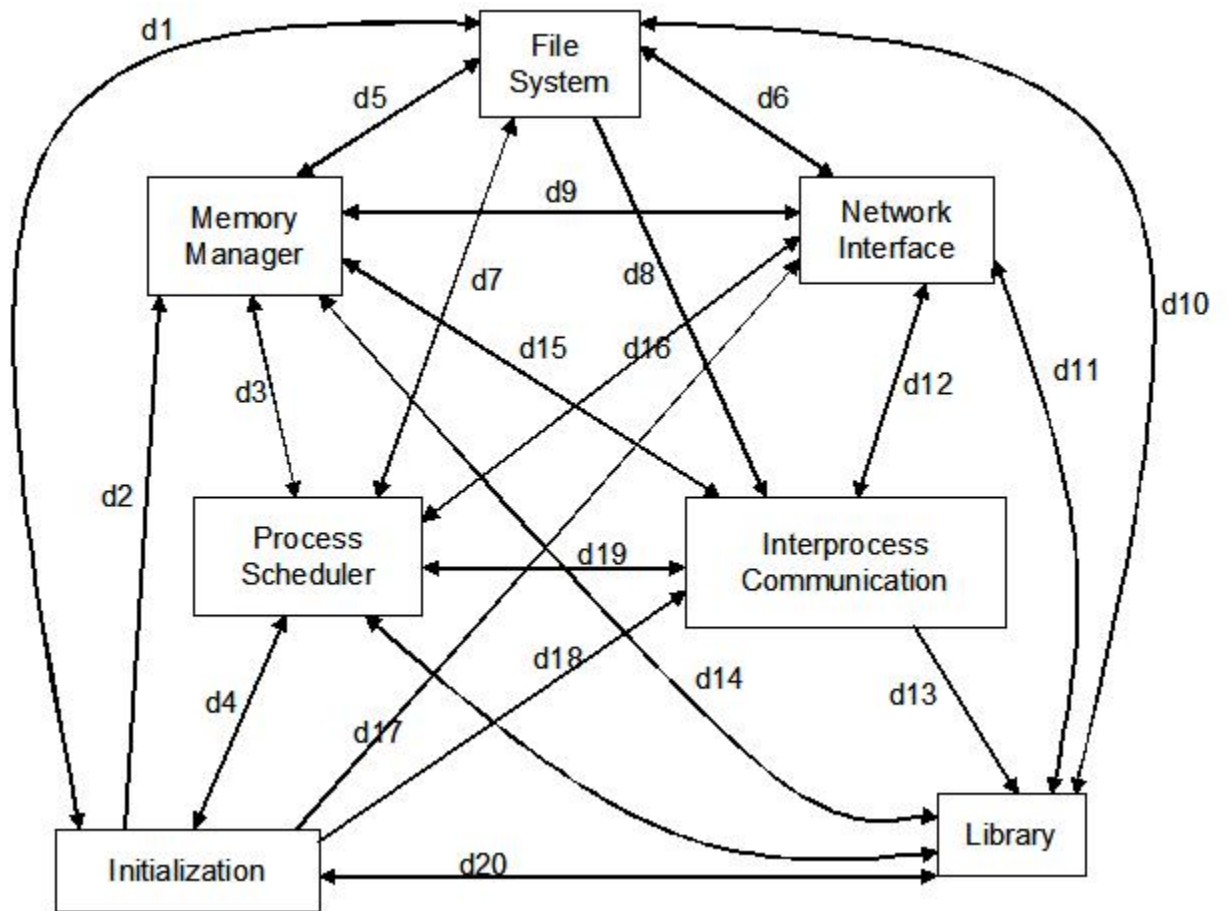 d1
File
System
d5
d6
Memory
Manager
d9
Network
Interface
d7
d8
d10
d15
d16
d3
d11
d12
d2
Process
Scheduler
d19
Interprocess
Communication
d18
d14
d13
d4
d17
Library
Initialization
d20